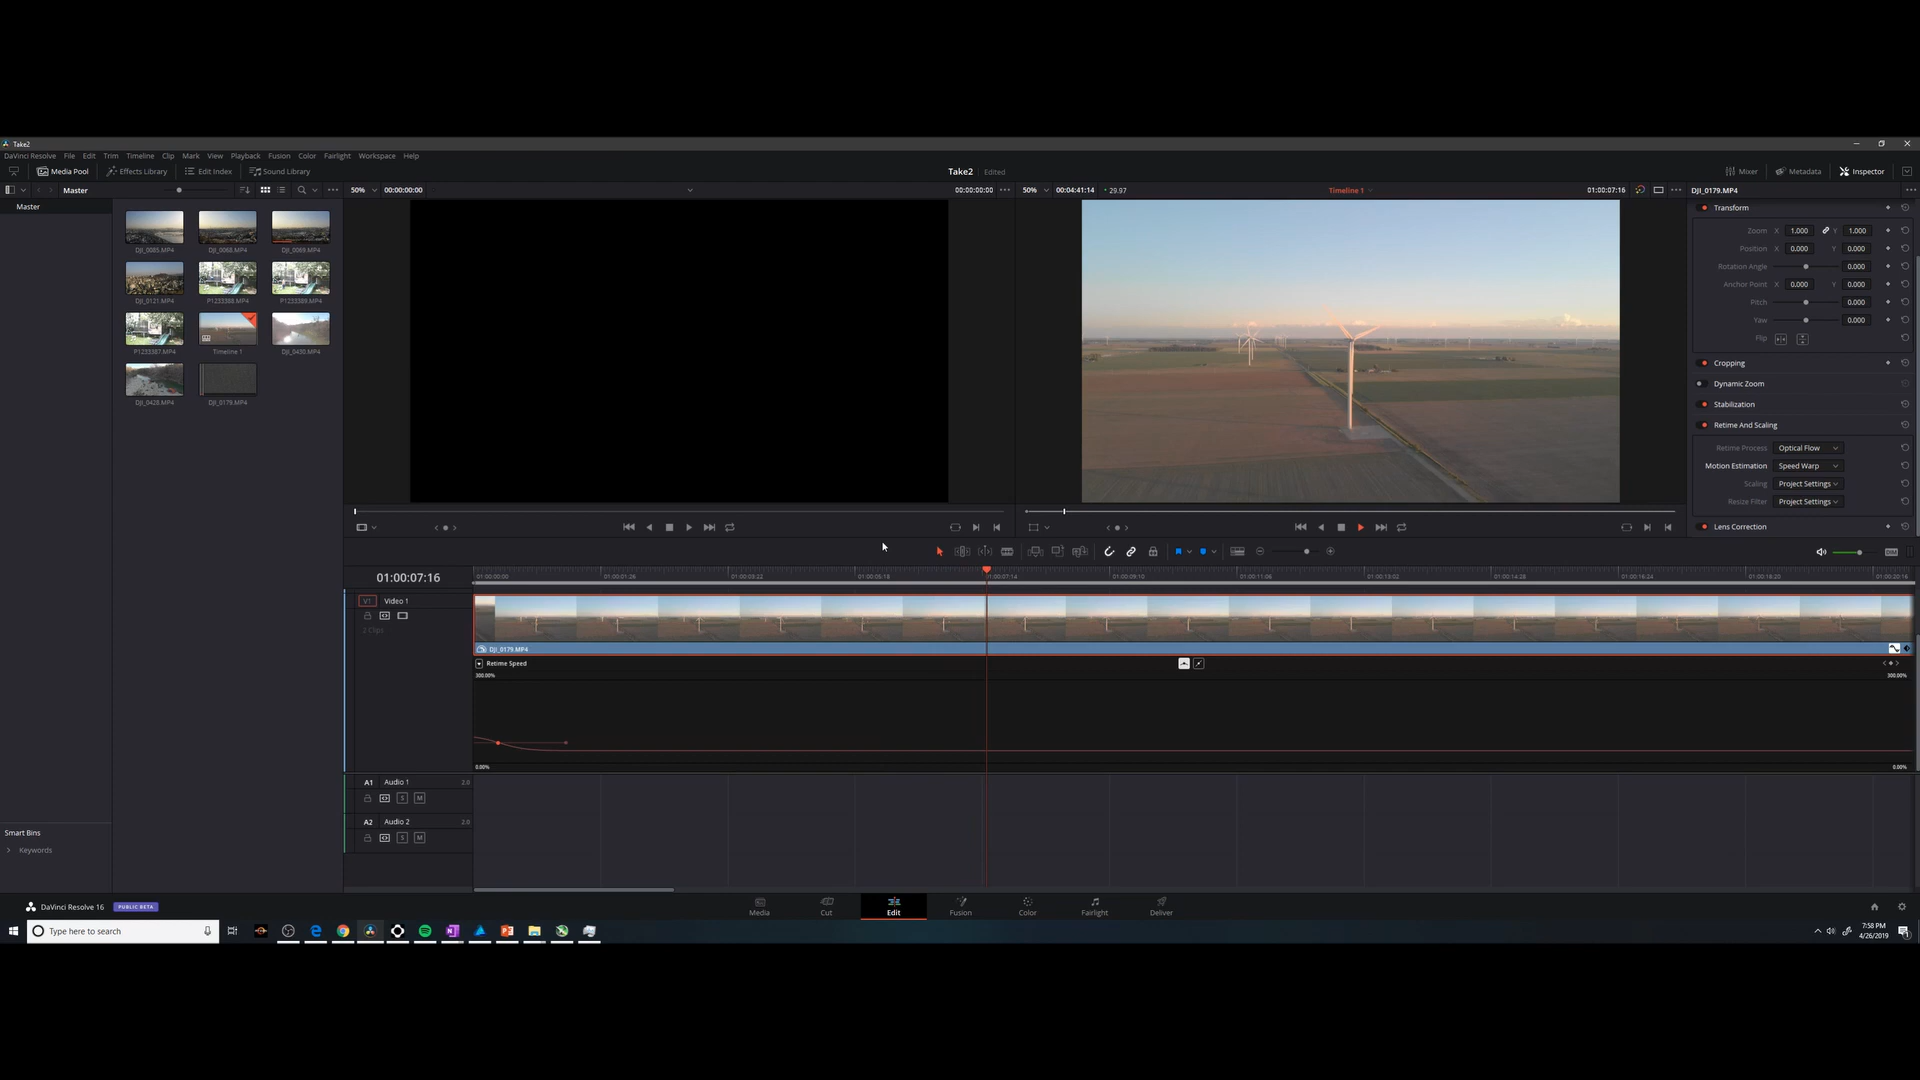 Take2
DaVinci Resolve File Edit Trim Timeline Clip Mark View Playback Fusion Color Fairlight Workspace Help
Media Pool Effects Library Edit Index Sound Library Take2 Edited Mixer Metadata Inspector
Master 50% 00:00:00:00 00:00:00:00 50% 00:04:41:14 29.97 Timeline 1 01:00:07:16 DJI_0179.MP4
Master
DJI_0085.MP4 DJI_0068.MP4 DJI_0069.MP4
DJI_0121.MP4 P1233388.MP4 P1233389.MP4
P1233387.MP4 Timeline 1 DJI_0430.MP4
DJI_0428.MP4 DJI_0179.MP4
Transform
Zoom X 1.000 Y 1.000
Position X 0.000 Y 0.000
Rotation Angle 0.000
Anchor Point X 0.000 Y 0.000
Pitch 0.000
Yaw 0.000
Flip
Cropping
Dynamic Zoom
Stabilization
Retime And Scaling
Retime Process Optical Flow
Motion Estimation Speed Warp
Scaling Project Settings
Resize Filter Project Settings
Lens Correction
01:00:07:16
01:00:00:00 01:00:01:26 01:00:03:22 01:00:05:18 01:00:07:14 01:00:09:10 01:00:11:06 01:00:13:02 01:00:14:28 01:00:16:24 01:00:18:20 01:00:20:16
V1 Video 1
2 Clips
DJI_0179.MP4
Retime Speed
300.00% 300.00%
0.00% 0.00%
A1 Audio 1 2.0
S M
A2 Audio 2 2.0
S M
Smart Bins
Keywords
DaVinci Resolve 16 PUBLIC BETA
Media Cut Edit Fusion Color Fairlight Deliver
Type here to search
7:58 PM
4/26/2019